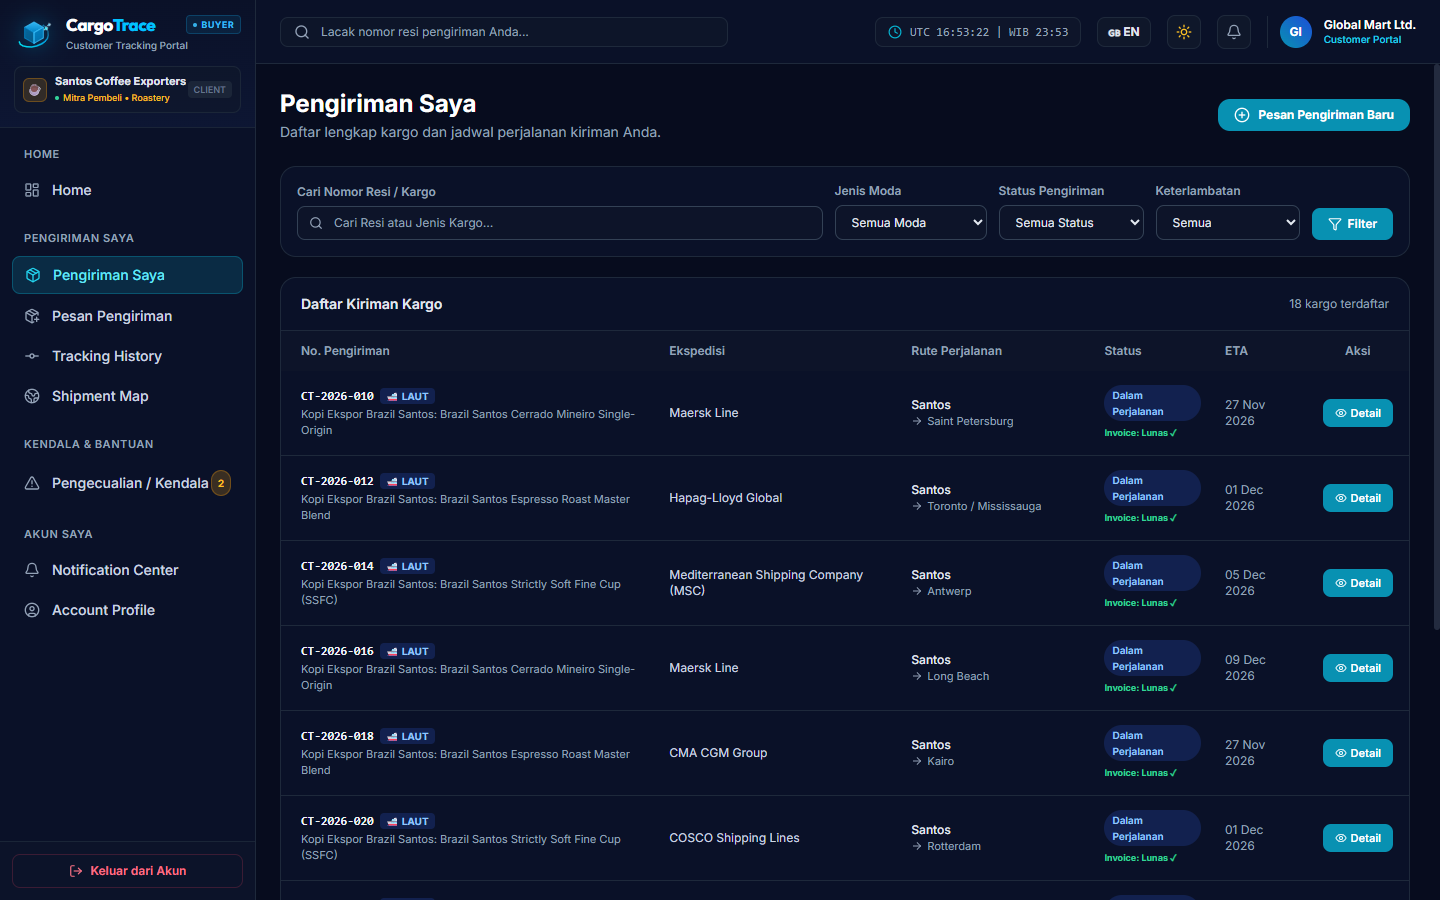 CargoTrace
BUYER
Customer Tracking Portal
Santos Coffee Exporters
Mitra Pembeli • Roastery
CLIENT
HOME
Home
PENGIRIMAN SAYA
Pengiriman Saya
Pesan Pengiriman
Tracking History
Shipment Map
KENDALA & BANTUAN
Pengecualian / Kendala 2
AKUN SAYA
Notification Center
Account Profile
Keluar dari Akun
Lacak nomor resi pengiriman Anda...
UTC 16:53:22 | WIB 23:53
GB EN
GI
Global Mart Ltd.
Customer Portal
Pengiriman Saya
Daftar lengkap kargo dan jadwal perjalanan kiriman Anda.
Pesan Pengiriman Baru
Cari Nomor Resi / Kargo
Cari Resi atau Jenis Kargo...
Jenis Moda
Semua Moda
Status Pengiriman
Semua Status
Keterlambatan
Semua
Filter
Daftar Kiriman Kargo
18 kargo terdaftar
No. Pengiriman Ekspedisi Rute Perjalanan Status ETA Aksi
CT-2026-010 LAUT
Kopi Ekspor Brazil Santos: Brazil Santos Cerrado Mineiro Single-
Origin
Maersk Line
Santos
→ Saint Petersburg
Dalam
Perjalanan
Invoice: Lunas ✓
27 Nov
2026
Detail
CT-2026-012 LAUT
Kopi Ekspor Brazil Santos: Brazil Santos Espresso Roast Master
Blend
Hapag-Lloyd Global
Santos
→ Toronto / Mississauga
Dalam
Perjalanan
Invoice: Lunas ✓
01 Dec
2026
Detail
CT-2026-014 LAUT
Kopi Ekspor Brazil Santos: Brazil Santos Strictly Soft Fine Cup
(SSFC)
Mediterranean Shipping Company
(MSC)
Santos
→ Antwerp
Dalam
Perjalanan
Invoice: Lunas ✓
05 Dec
2026
Detail
CT-2026-016 LAUT
Kopi Ekspor Brazil Santos: Brazil Santos Cerrado Mineiro Single-
Origin
Maersk Line
Santos
→ Long Beach
Dalam
Perjalanan
Invoice: Lunas ✓
09 Dec
2026
Detail
CT-2026-018 LAUT
Kopi Ekspor Brazil Santos: Brazil Santos Espresso Roast Master
Blend
CMA CGM Group
Santos
→ Kairo
Dalam
Perjalanan
Invoice: Lunas ✓
27 Nov
2026
Detail
CT-2026-020 LAUT
Kopi Ekspor Brazil Santos: Brazil Santos Strictly Soft Fine Cup
(SSFC)
COSCO Shipping Lines
Santos
→ Rotterdam
Dalam
Perjalanan
Invoice: Lunas ✓
01 Dec
2026
Detail